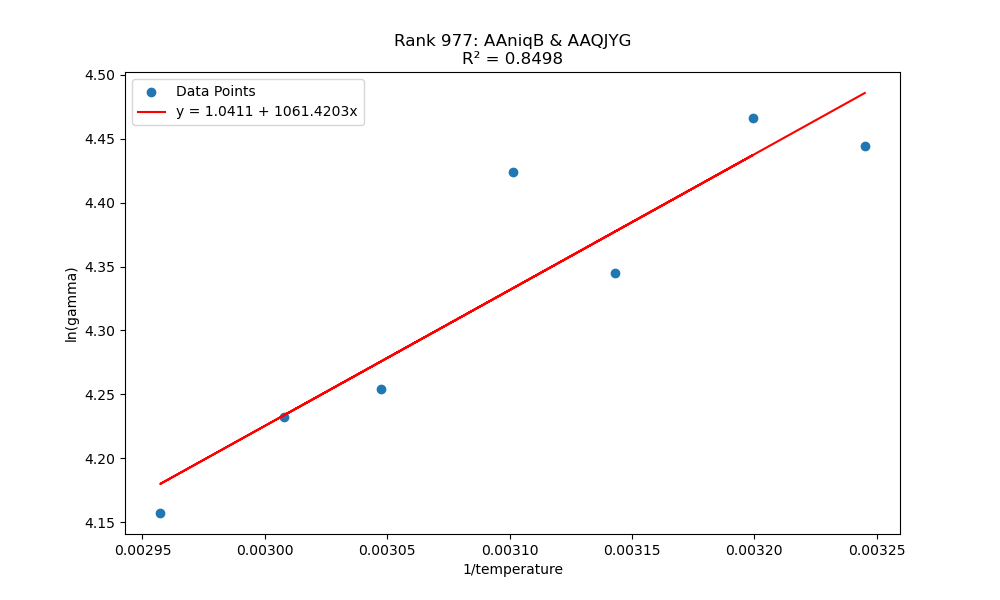 Rank 977: AAniqB & AAQJYG
R² = 0.8498
Data Points
y = 1.0411 + 1061.4203x
ln(gamma)
4.50
4.45
4.40
4.35
4.30
4.25
4.20
4.15
0.00295
0.00300
0.00305
0.00310
0.00315
0.00320
0.00325
1/temperature